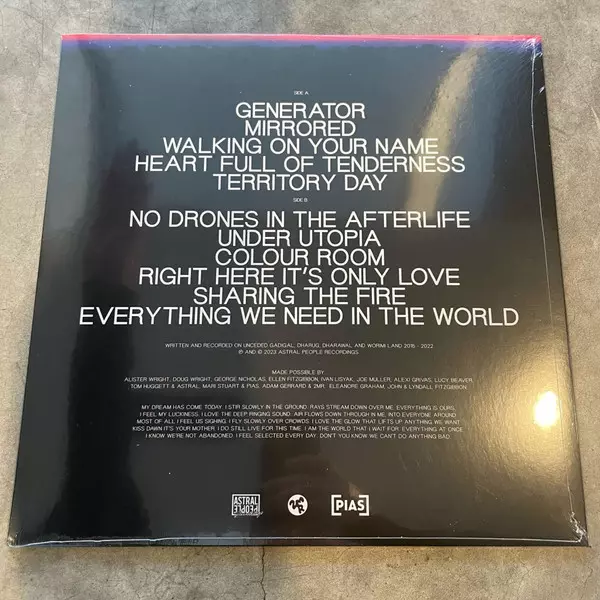 SIDE A
GENERATOR
MIRRORED
WALKING ON YOUR NAME
HEART FULL OF TENDERNESS
TERRITORY DAY
SIDE B
NO DRONES IN THE AFTERLIFE
UNDER UTOPIA
COLOUR ROOM
RIGHT HERE IT'S ONLY LOVE
SHARING THE FIRE
EVERYTHING WE NEED IN THE WORLD
WRITTEN AND RECORDED ON UNCEDED GADIGAL, DHARUG, DHARAWAL AND WORIMI LAND 2015 - 2022
℗ AND © 2023 ASTRAL PEOPLE RECORDINGS
MADE POSSIBLE BY
ALISTER WRIGHT, DOUG WRIGHT, GEORGE NICHOLAS, ELLEN FITZGIBBON, IVAN LISYAK, JOE MULLER, ALEXI GRIVAS, LUCY BEAVER,
TOM HUGGETT & ASTRAL, MARI STUART & PIAS, ADAM GERRARD & 2MR, ELEANORE GRAHAM, JOHN & LYNDALL FITZGIBBON.
MY DREAM HAS COME TODAY. I STIR SLOWLY IN THE GROUND. RAYS STREAM DOWN OVER ME. EVERYTHING IS OURS,
I FEEL MY LUCKINESS. I LOVE THE DEEP RINGING SOUND. AIR FLOWS DOWN THROUGH IN ME, INTO EVERYONE AROUND.
MOST OF ALL I FEEL US SIGHING. I FLY SLOWLY OVER CROWDS. I LOVE THE GLOW THAT LIFTS UP ANYTHING WE WANT.
KISS DAWN IT'S YOUR MOTHER. I DO STILL LIVE FOR THIS TIME. I AM THE WORLD THAT I WAIT FOR. EVERYTHING AT ONCE.
I KNOW WE'RE NOT ABANDONED. I FEEL SELECTED EVERY DAY. DON'T YOU KNOW WE CAN'T DO ANYTHING BAD.
ASTRAL PEOPLE [PIAS]